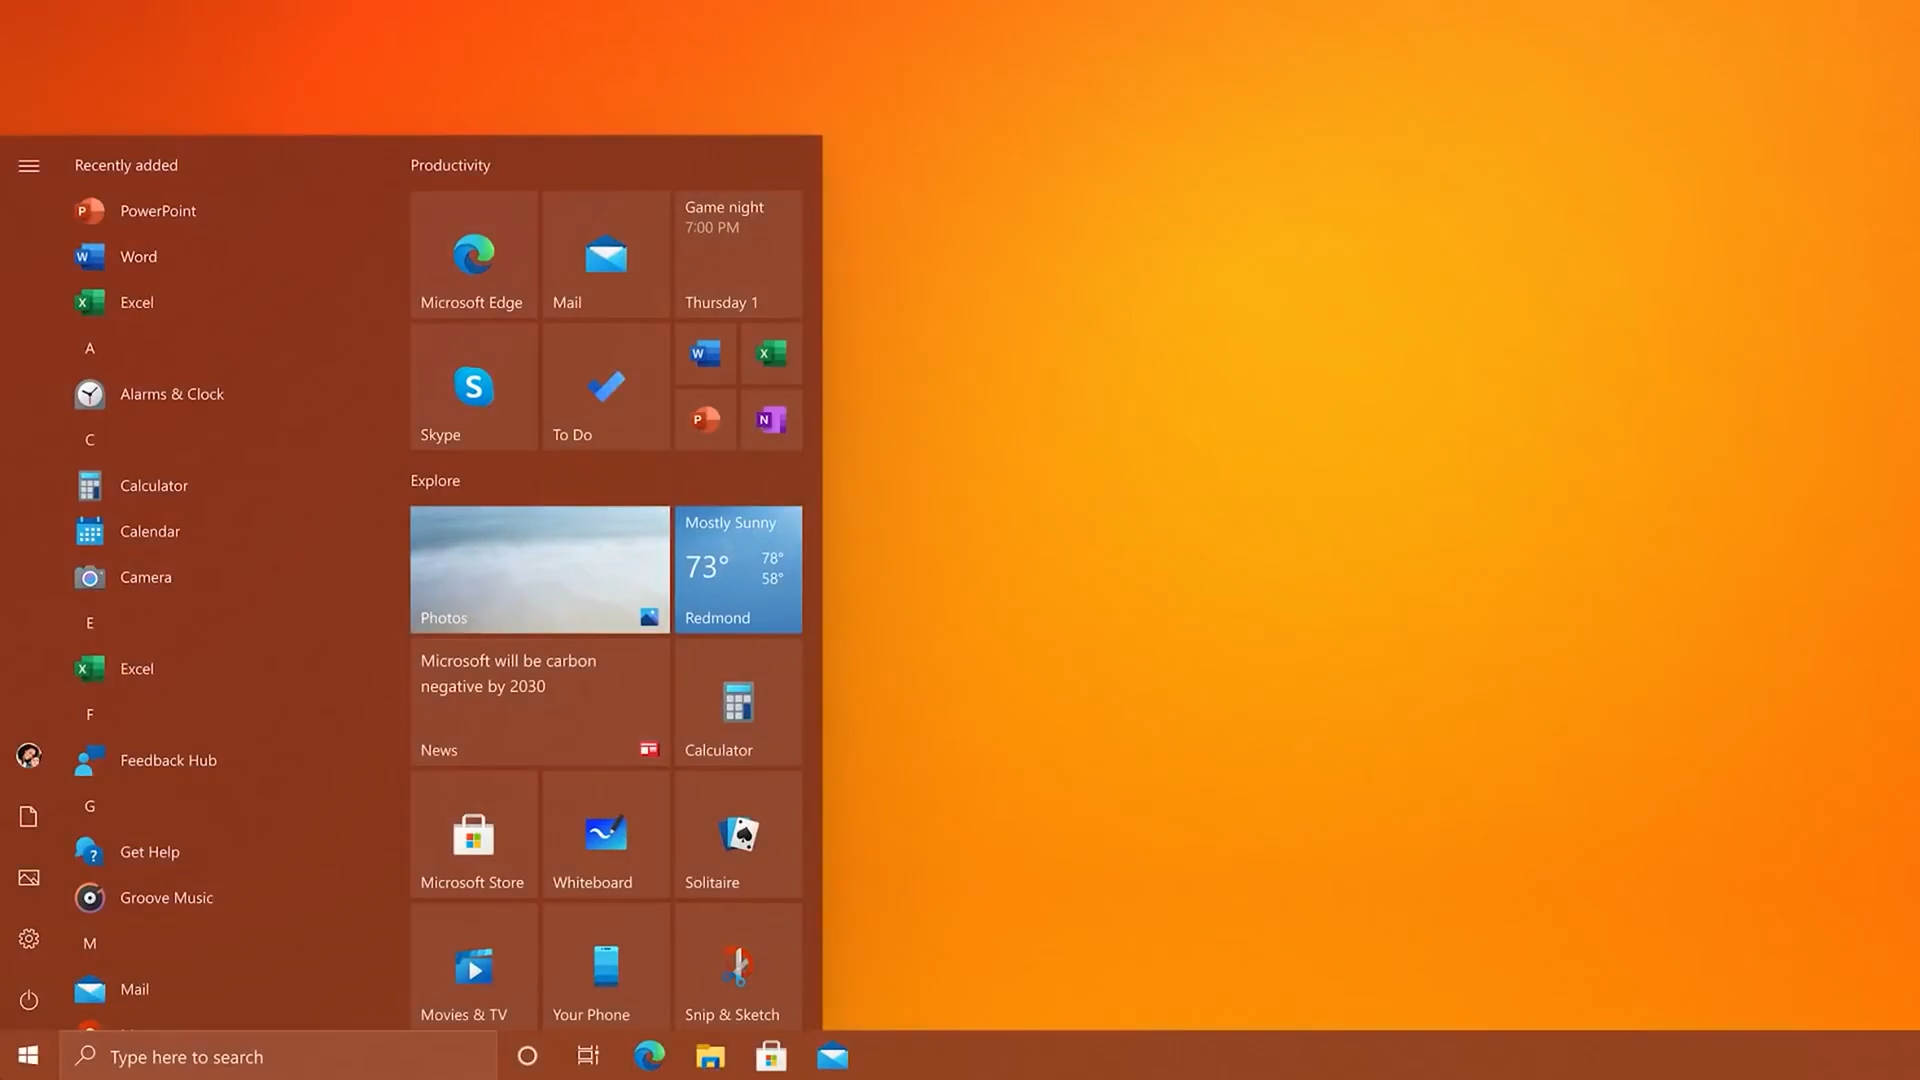 Recently added
PowerPoint
Word
Excel
A
Alarms & Clock
C
Calculator
Calendar
Camera
E
Excel
F
Feedback Hub
G
Get Help
Groove Music
M
Mail
Productivity
Microsoft Edge
Mail
Game night
7:00 PM
Thursday 1
Skype
To Do
Explore
Photos
Mostly Sunny
73°
78°
58°
Redmond
Microsoft will be carbon
negative by 2030
News
Calculator
Microsoft Store
Whiteboard
Solitaire
Movies & TV
Your Phone
Snip & Sketch
Type here to search